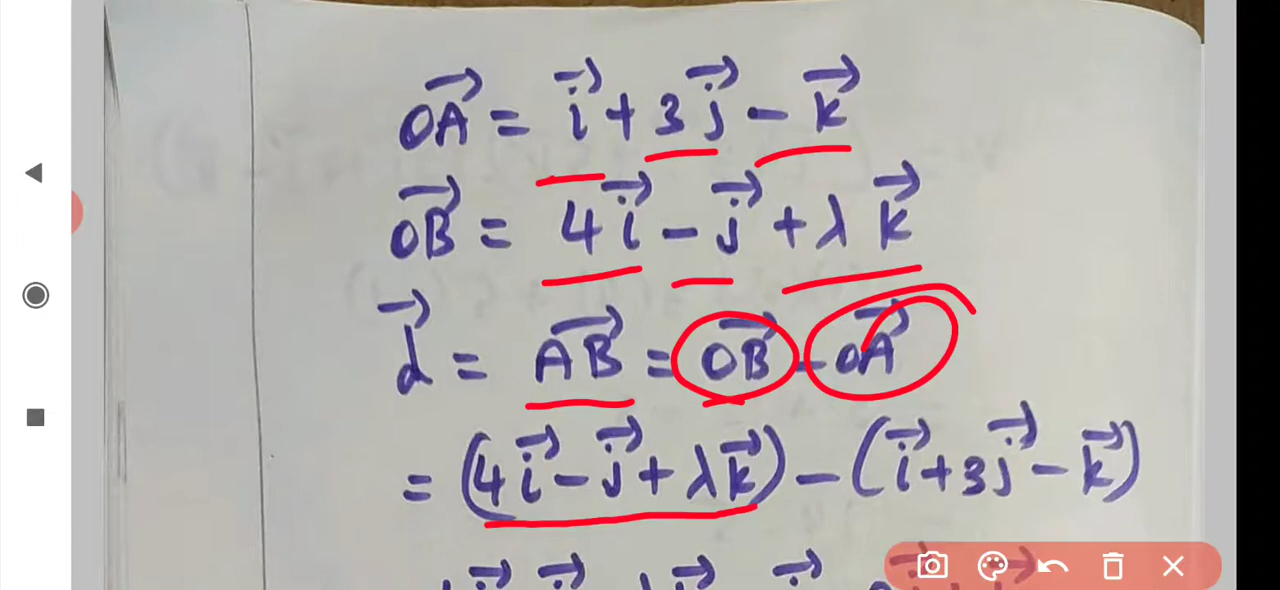 OA⃗ = i⃗ + 3j⃗ - k⃗
OB⃗ = 4i⃗ - j⃗ + λk⃗
d⃗ = AB⃗ = OB⃗ - OA⃗
= (4i⃗ - j⃗ + λk⃗) - (i⃗ + 3j⃗ - k⃗)